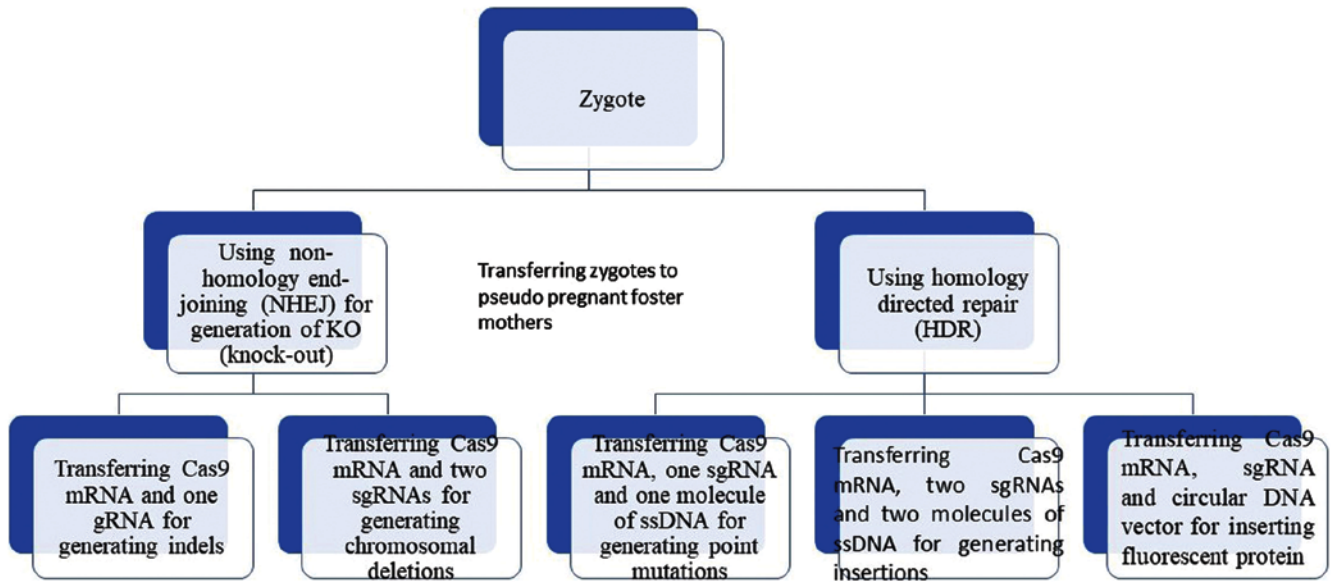 Zygote
Using non-
homology end-
joining (NHEJ) for
generation of KO
(knock-out)
Transferring zygotes to
pseudo pregnant foster
mothers
Using homology
directed repair
(HDR)
Transferring Cas9
mRNA and one
gRNA for
generating indels
Transferring Cas9
mRNA and two
sgRNAs for
generating
chromosomal
deletions
Transferring Cas9
mRNA, one sgRNA
and one molecule
of ssDNA for
generating point
mutations
Transferring Cas9
mRNA, two sgRNAs
and two molecules of
ssDNA for generating
insertions
Transferring Cas9
mRNA, sgRNA
and circular DNA
vector for inserting
fluorescent protein